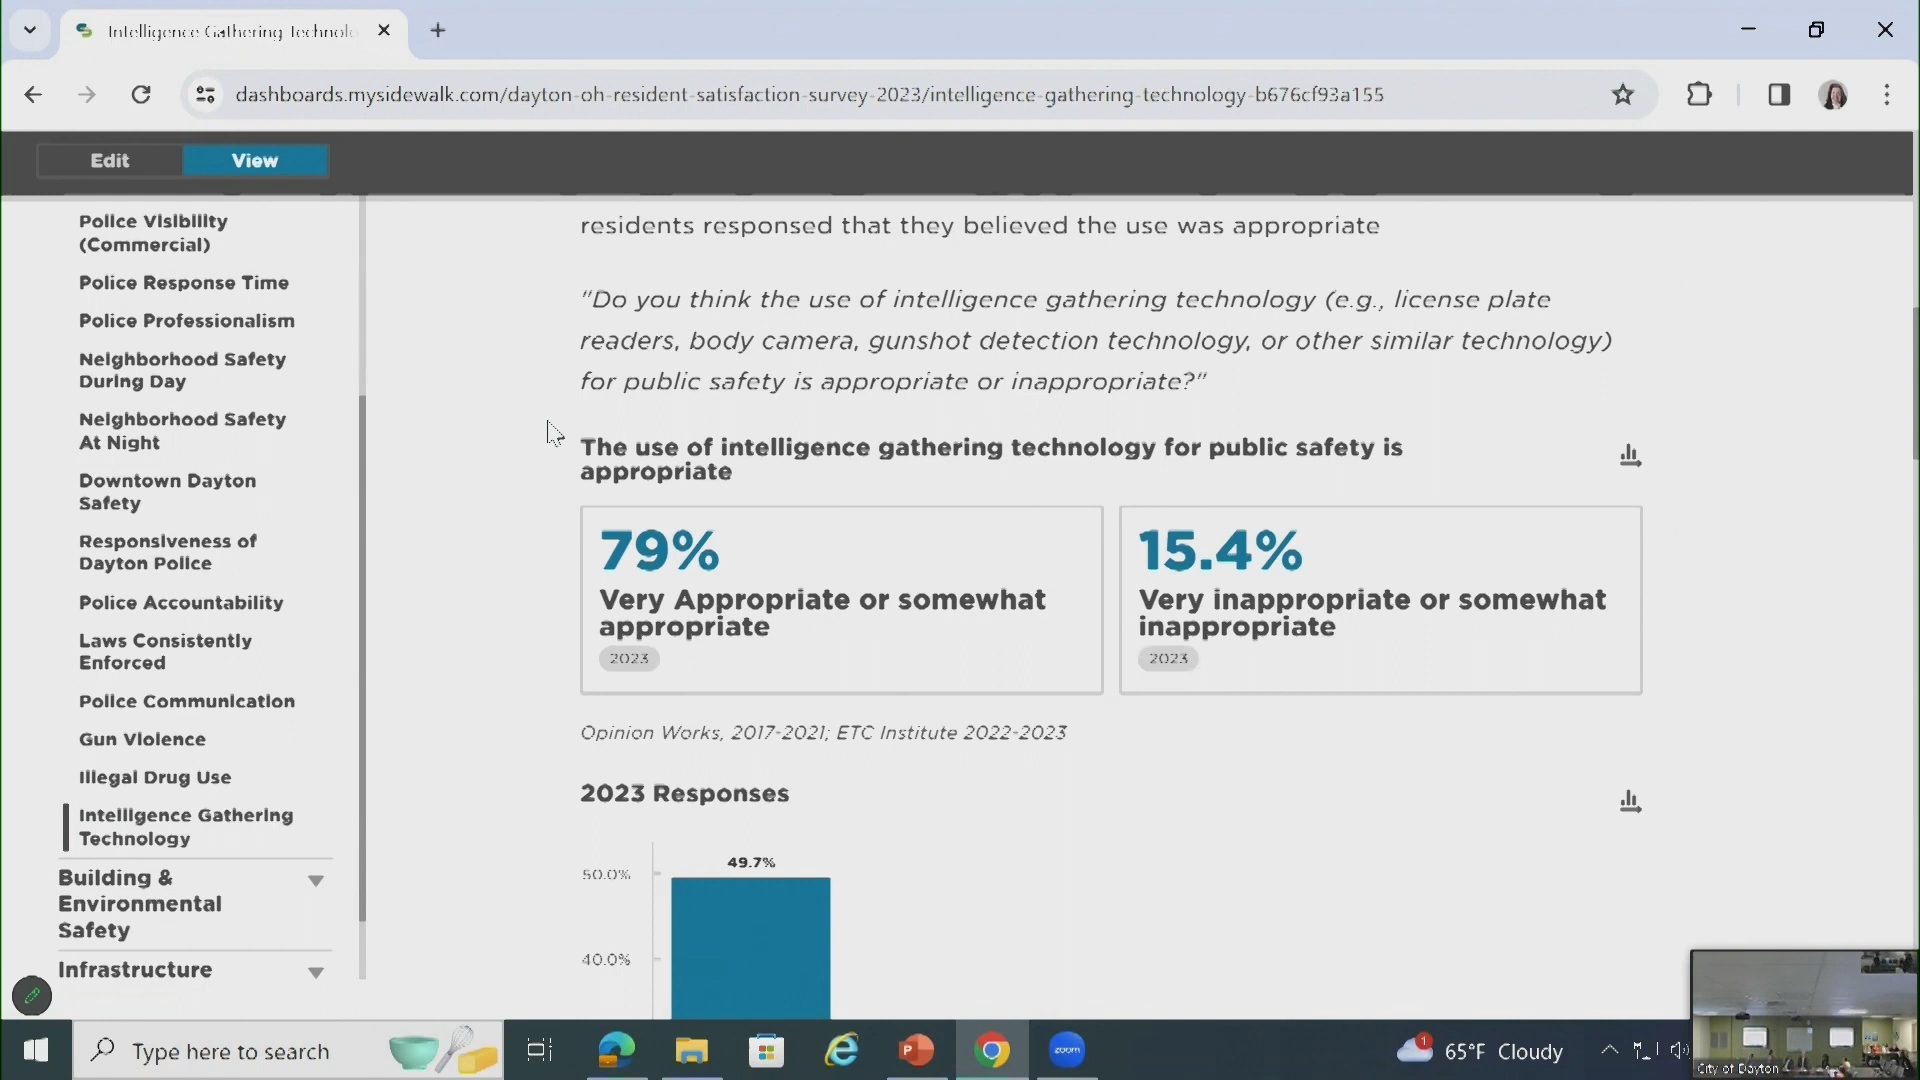 Intelligence Gathering Technolo
dashboards.mysidewalk.com/dayton-oh-resident-satisfaction-survey-2023/intelligence-gathering-technology-b676cf93a155
Edit
View
Police Visibility
(Commercial)
Police Response Time
Police Professionalism
Neighborhood Safety
During Day
Neighborhood Safety
At Night
Downtown Dayton
Safety
Responsiveness of
Dayton Police
Police Accountability
Laws Consistently
Enforced
Police Communication
Gun Violence
Illegal Drug Use
Intelligence Gathering
Technology
Building &
Environmental
Safety
Infrastructure
residents responsed that they believed the use was appropriate
"Do you think the use of intelligence gathering technology (e.g., license plate
readers, body camera, gunshot detection technology, or other similar technology)
for public safety is appropriate or inappropriate?"
The use of intelligence gathering technology for public safety is
appropriate
79%
Very Appropriate or somewhat
appropriate
2023
15.4%
Very inappropriate or somewhat
inappropriate
2023
Opinion Works, 2017-2021; ETC Institute 2022-2023
2023 Responses
49.7%
50.0%
40.0%
Type here to search
P
zoom
1
65°F Cloudy
City of Dayton